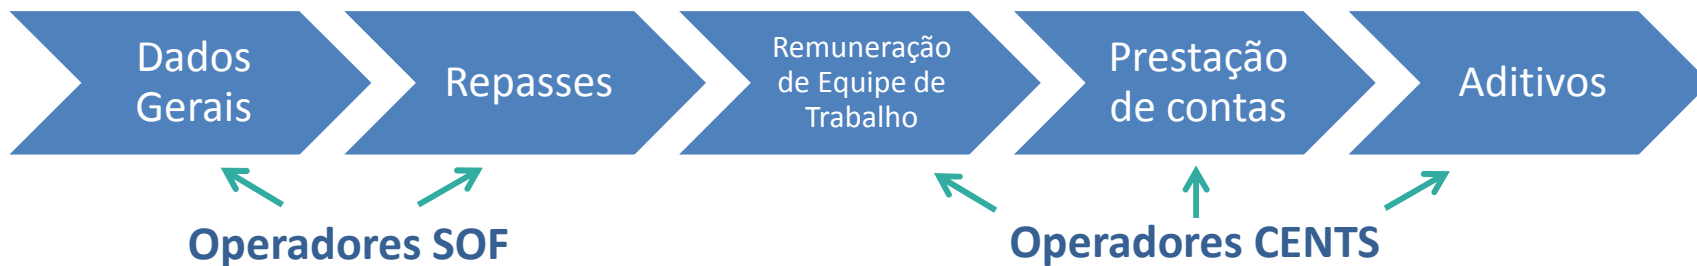 Dados
Gerais
Repasses
Remuneração
de Equipe de
Trabalho
Prestação
de contas
Aditivos
Operadores SOF
Operadores CENTS